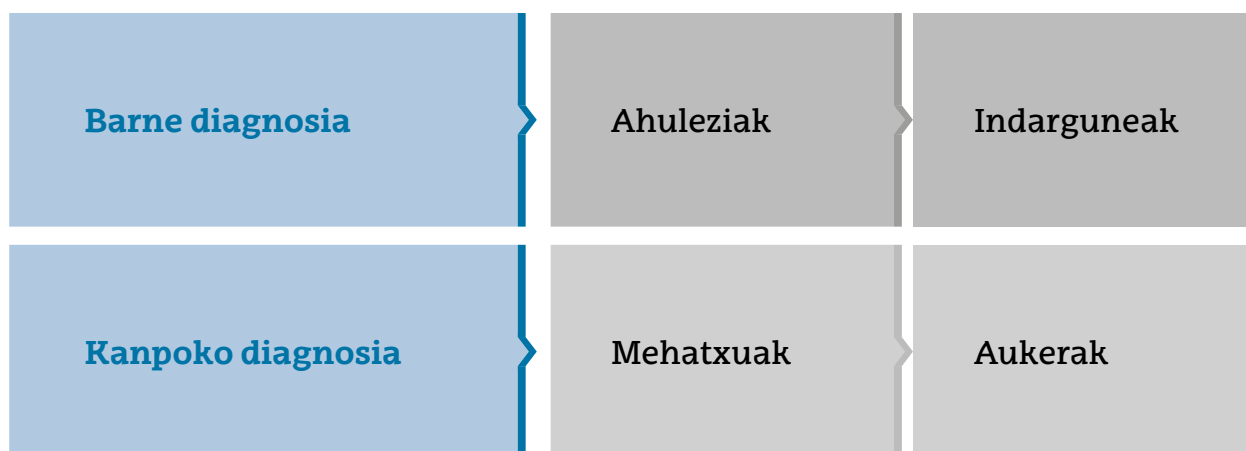 Barne diagnosia
Ahuleziak
Indarguneak
Kanpoko diagnosia
Mehatxuak
Aukerak